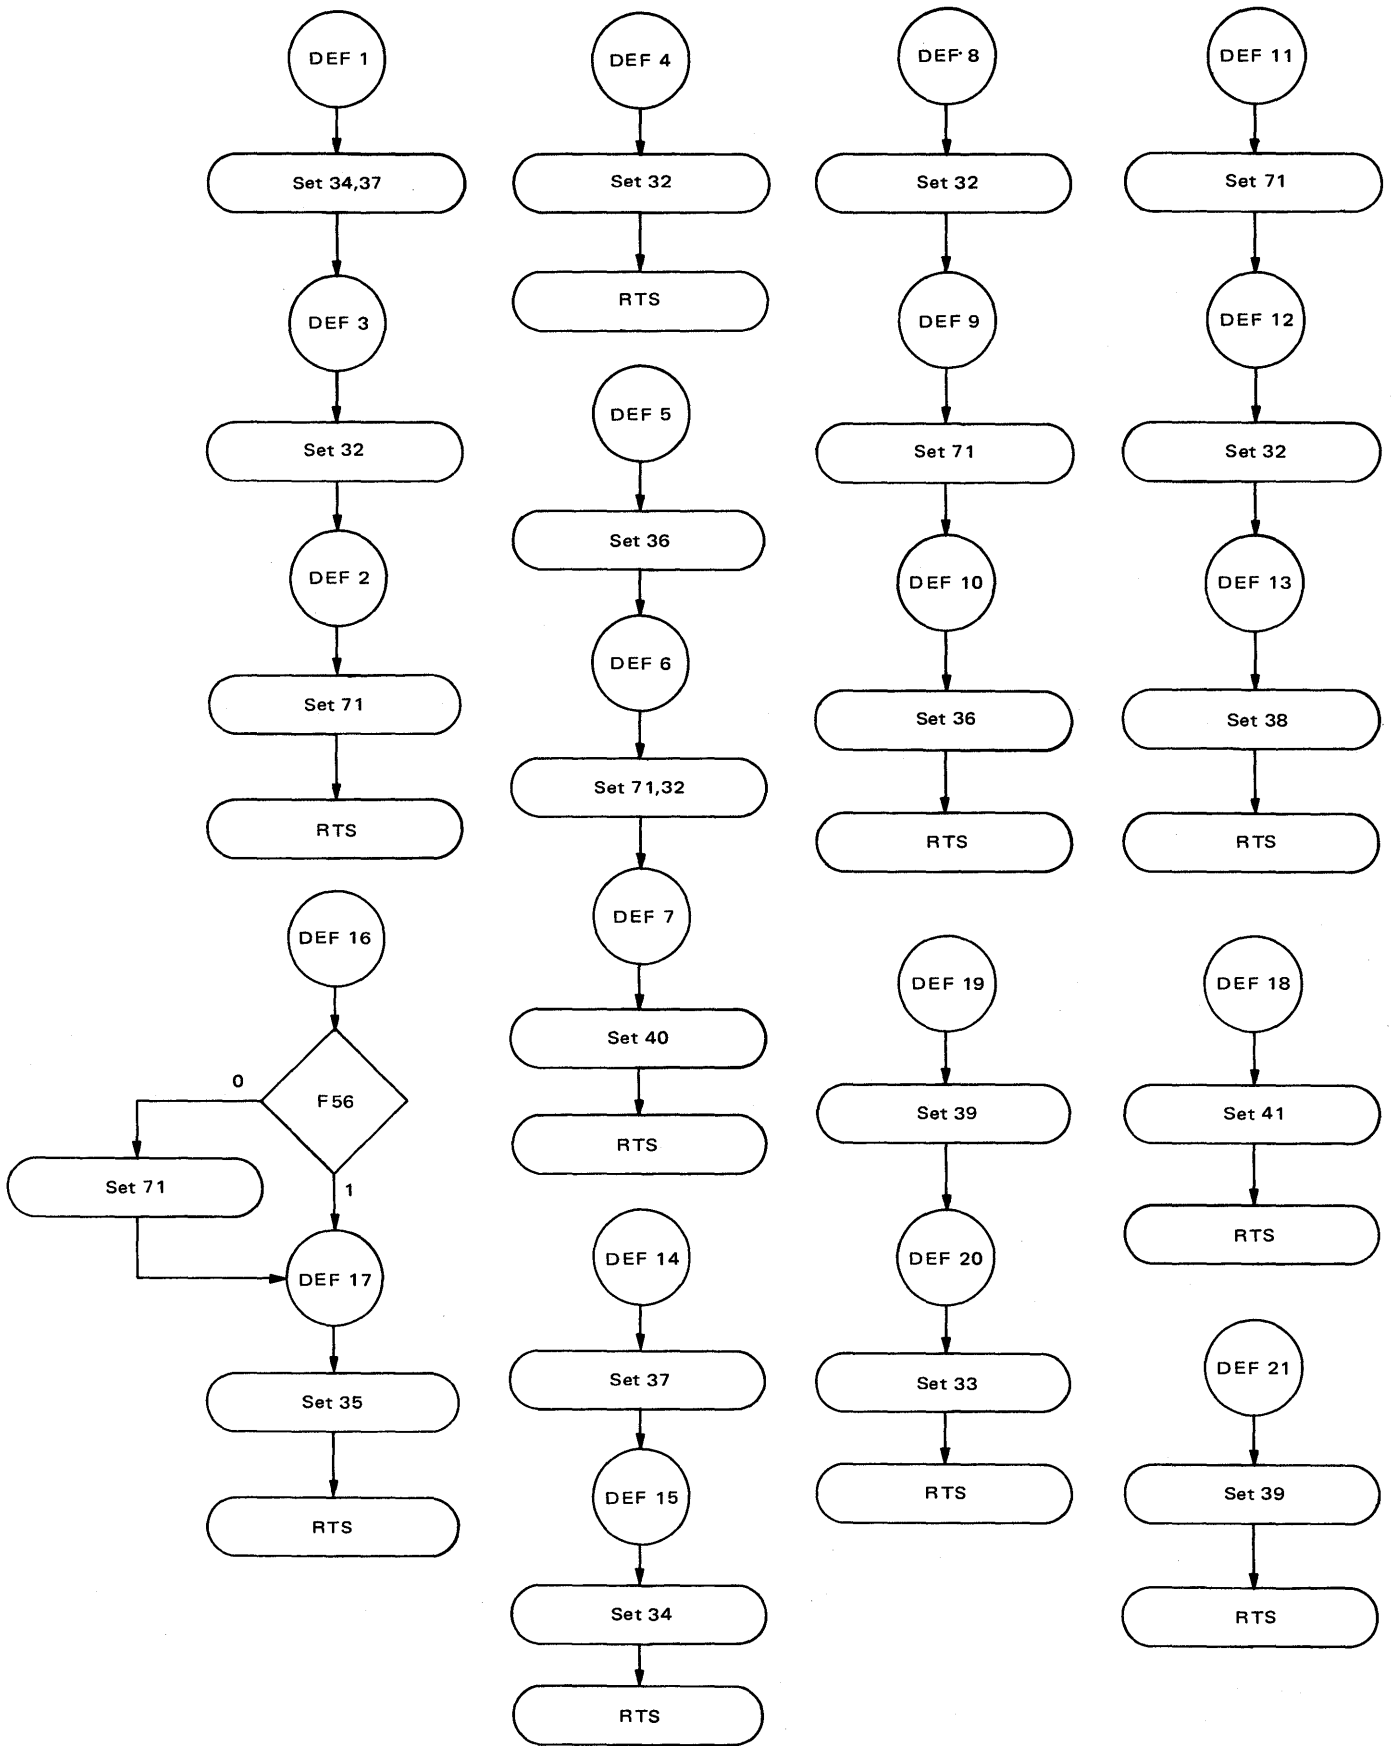 DEF 1
Set 34,37
DEF 3
Set 32
DEF 2
Set 71
RTS
DEF 16
F56
0
1
Set 71
DEF 17
Set 35
RTS
DEF 4
Set 32
RTS
DEF 5
Set 36
DEF 6
Set 71,32
DEF 7
Set 40
RTS
DEF 14
Set 37
DEF 15
Set 34
RTS
DEF 8
Set 32
DEF 9
Set 71
DEF 10
Set 36
RTS
DEF 19
Set 39
DEF 20
Set 33
RTS
DEF 11
Set 71
DEF 12
Set 32
DEF 13
Set 38
RTS
DEF 18
Set 41
RTS
DEF 21
Set 39
RTS